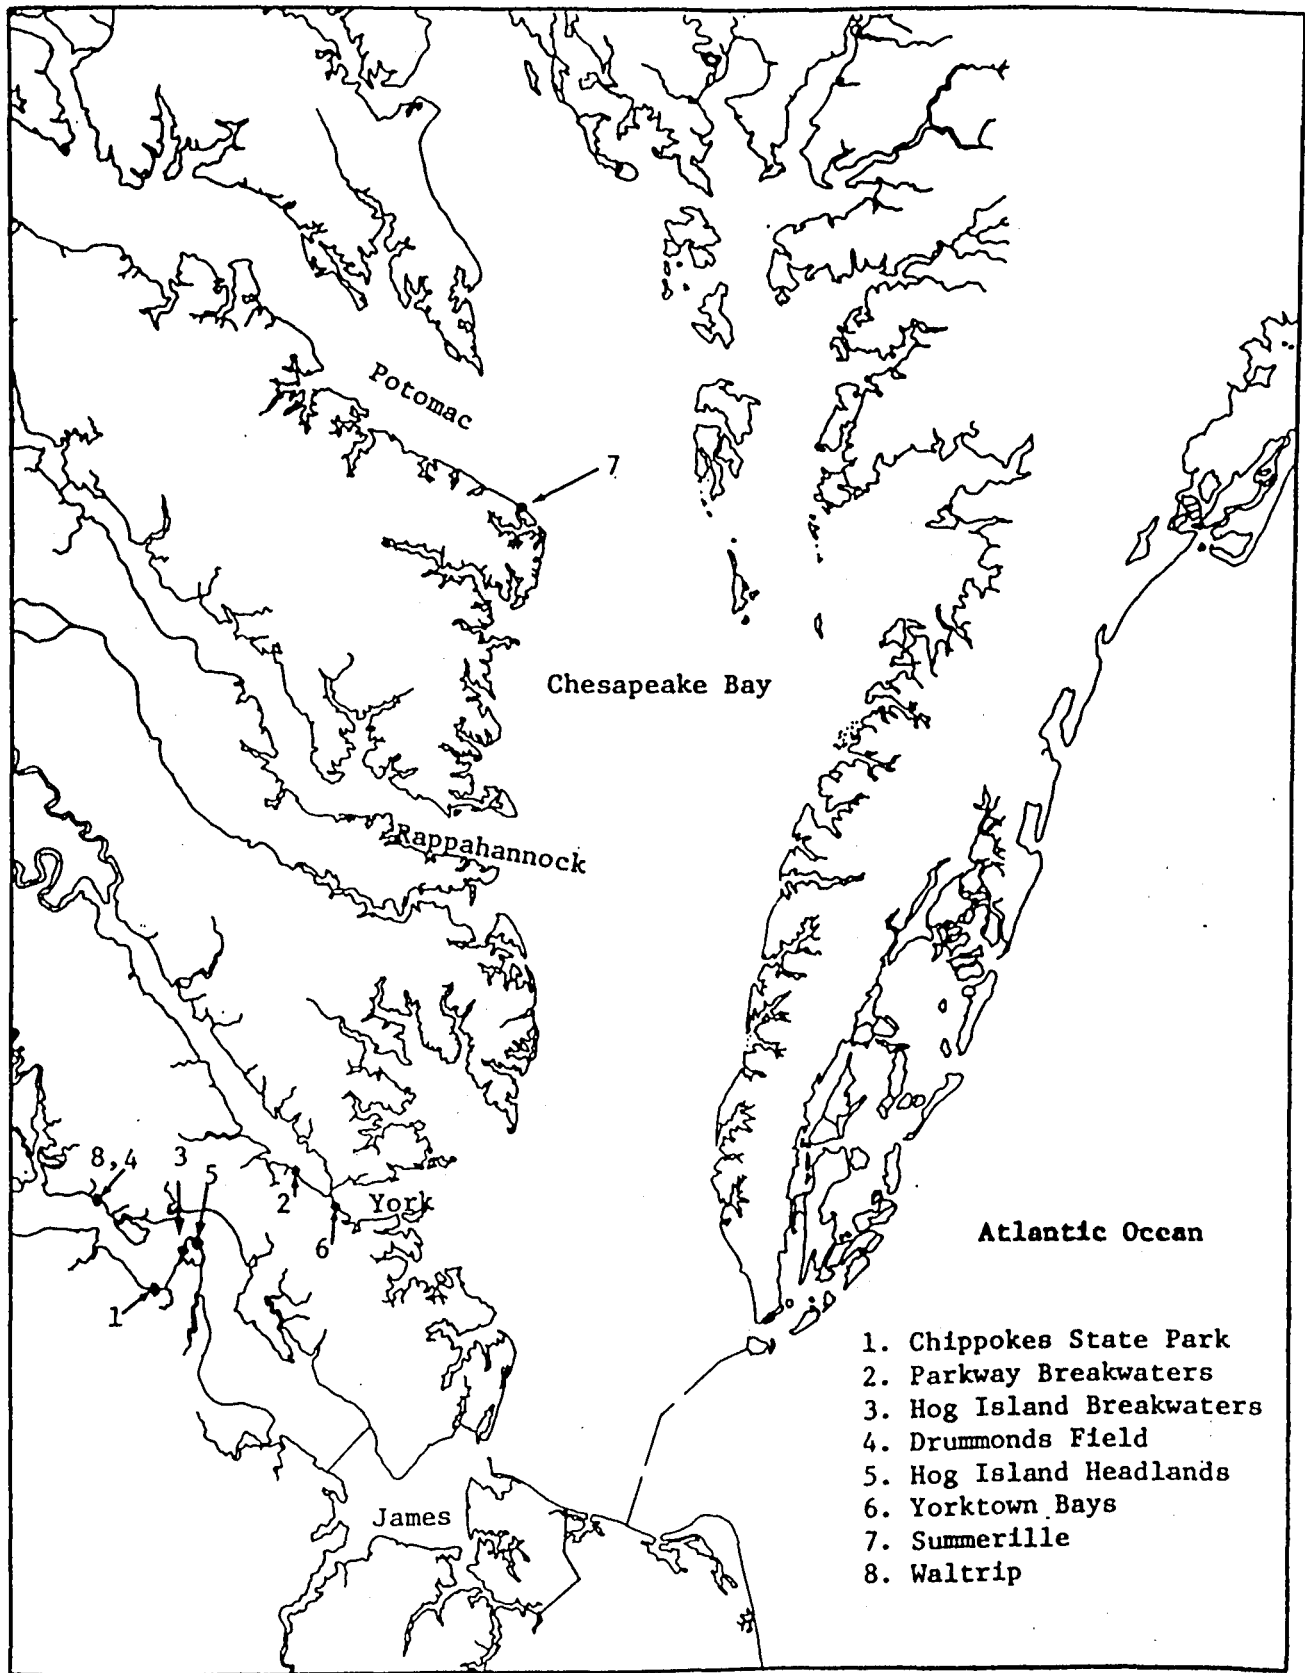 Potomac
7
Chesapeake Bay
Rappahannock
8,4
3
5
2
York
6
1
Atlantic Ocean
1. Chippokes State Park
2. Parkway Breakwaters
3. Hog Island Breakwaters
4. Drummonds Field
5. Hog Island Headlands
6. Yorktown Bays
7. Summerille
8. Waltrip
James